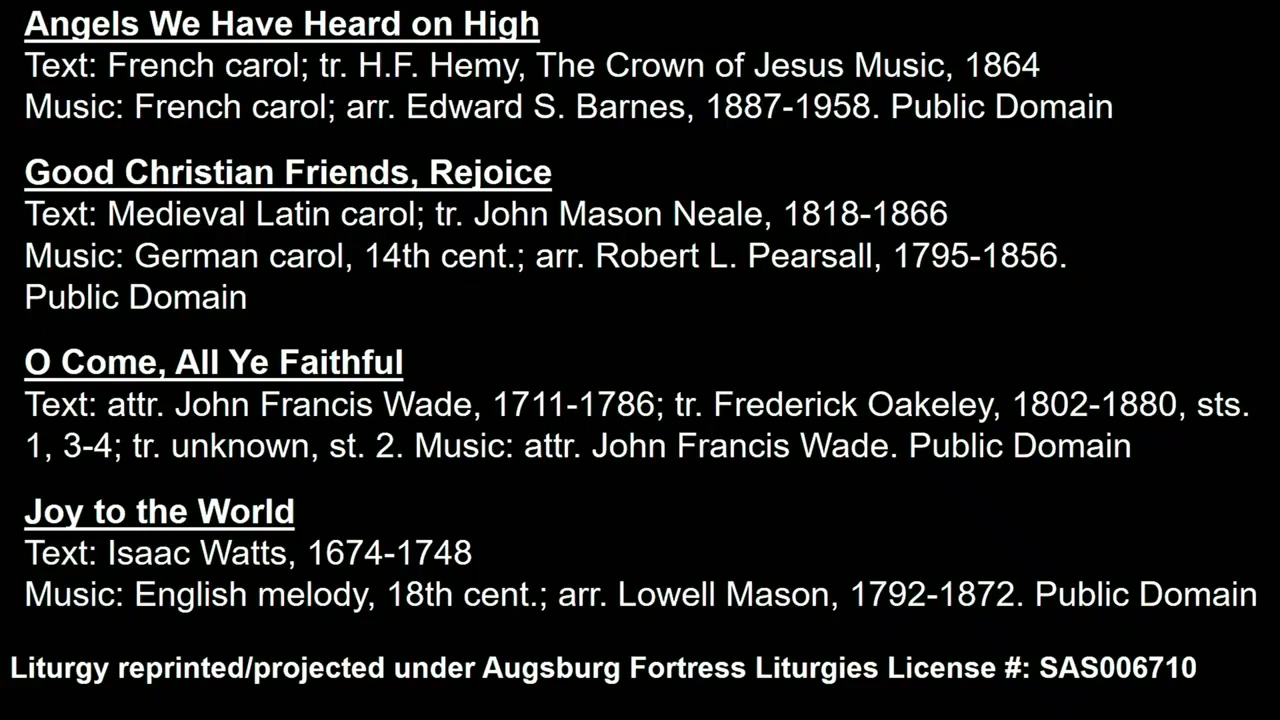 Angels We Have Heard on High
Text: French carol; tr. H.F. Hemy, The Crown of Jesus Music, 1864
Music: French carol; arr. Edward S. Barnes, 1887-1958. Public Domain
Good Christian Friends, Rejoice
Text: Medieval Latin carol; tr. John Mason Neale, 1818-1866
Music: German carol, 14th cent.; arr. Robert L. Pearsall, 1795-1856.
Public Domain
O Come, All Ye Faithful
Text: attr. John Francis Wade, 1711-1786; tr. Frederick Oakeley, 1802-1880, sts.
1, 3-4; tr. unknown, st. 2. Music: attr. John Francis Wade. Public Domain
Joy to the World
Text: Isaac Watts, 1674-1748
Music: English melody, 18th cent.; arr. Lowell Mason, 1792-1872. Public Domain
Liturgy reprinted/projected under Augsburg Fortress Liturgies License #: SAS006710